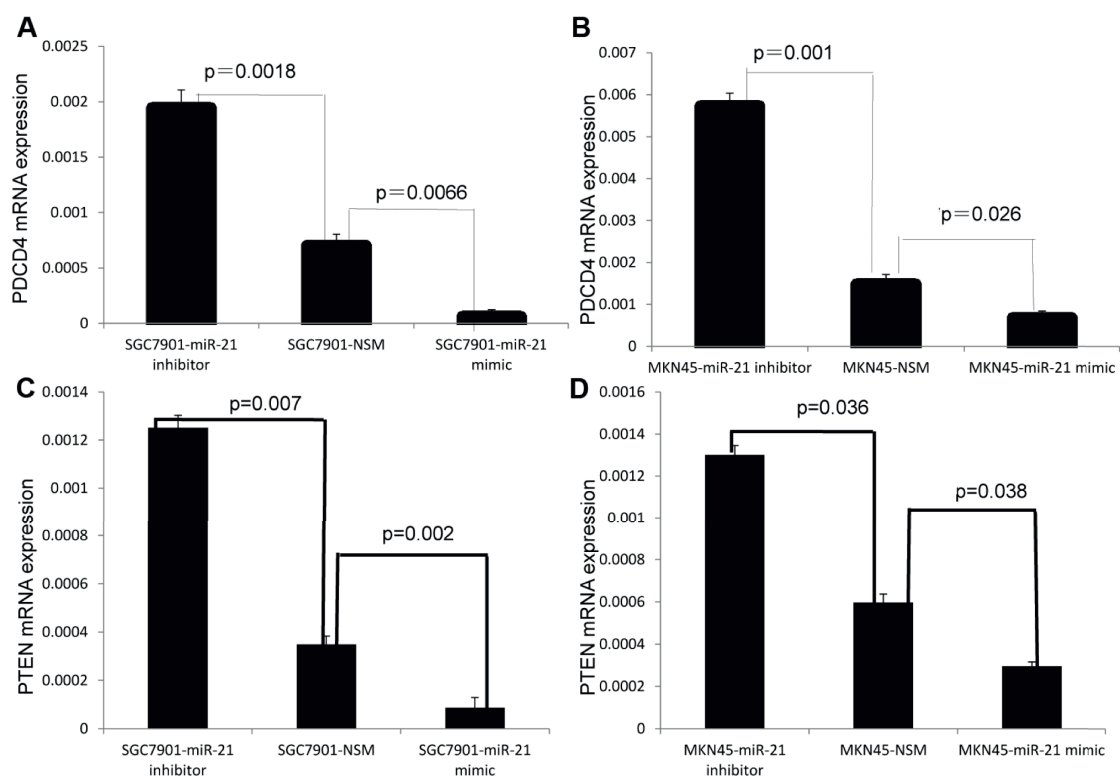 A
PDCD4 mRNA expression
0.0025
0.002
0.0015
0.001
0.0005
0
p=0.0018
p=0.0066
SGC7901-miR-21
inhibitor
SGC7901-NSM
SGC7901-miR-21
mimic
B
PDCD4 mRNA expression
0.007
0.006
0.005
0.004
0.003
0.002
0.001
0
p=0.001
p=0.026
MKN45-miR-21 inhibitor
MKN45-NSM
MKN45-miR-21 mimic
C
PTEN mRNA expression
0.0014
0.0012
0.001
0.0008
0.0006
0.0004
0.0002
0
p=0.007
p=0.002
SGC7901-miR-21
inhibitor
SGC7901-NSM
SGC7901-miR-21
mimic
D
PTEN mRNA expression
0.0016
0.0014
0.0012
0.001
0.0008
0.0006
0.0004
0.0002
0
p=0.036
p=0.038
MKN45-miR-21
inhibitor
MKN45-NSM
MKN45-miR-21 mimic